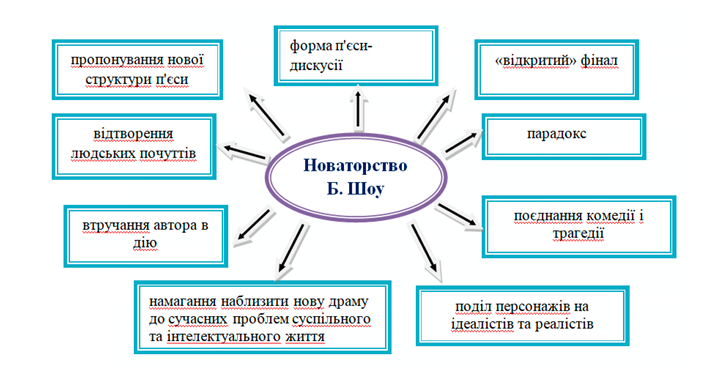 форма п'єси-
дискусії
пропонування нової
структури п'єси
«відкритий» фінал
відтворення
людських почуттів
парадокс
Новаторство
Б. Шоу
втручання автора в
дію
поєднання комедії і
трагедії
намагання наблизити нову драму
до сучасних проблем суспільного
та інтелектуального життя
поділ персонажів на
ідеалістів та реалістів